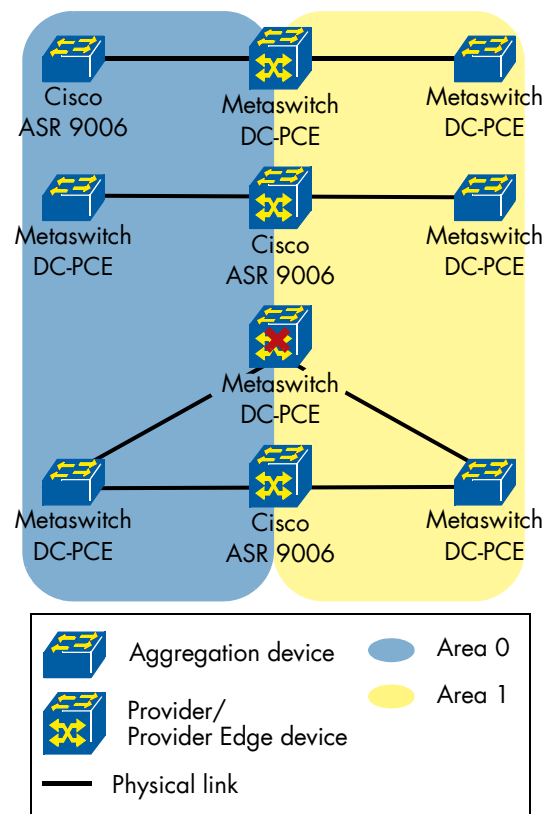 Cisco
ASR 9006
Metaswitch
DC-PCE
Metaswitch
DC-PCE
Metaswitch
DC-PCE
Cisco
ASR 9006
Metaswitch
DC-PCE
Metaswitch
DC-PCE
Metaswitch
DC-PCE
Cisco
ASR 9006
Metaswitch
DC-PCE
Aggregation device
Area 0
Provider/
Provider Edge device
Area 1
Physical link